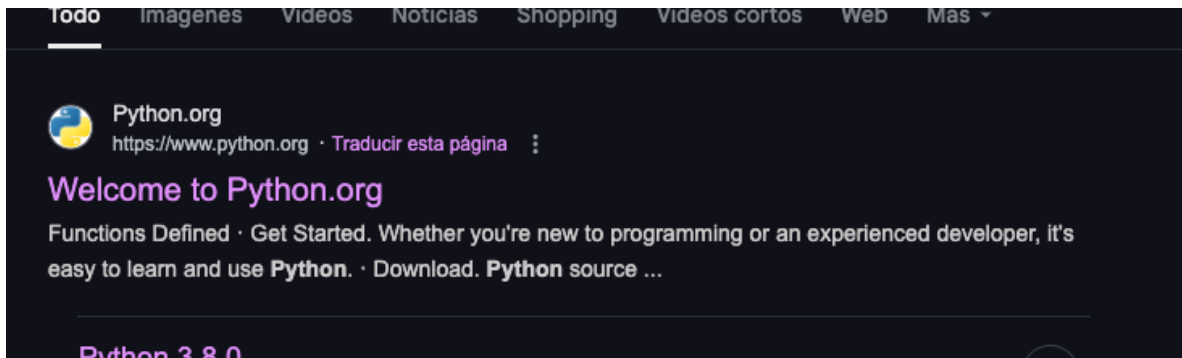 Todo Imágenes Videos Noticias Shopping Videos cortos Web Más
Python.org
https://www.python.org · Traducir esta página
Welcome to Python.org
Functions Defined · Get Started. Whether you're new to programming or an experienced developer, it's
easy to learn and use Python. · Download. Python source ...
Python 3.8.0